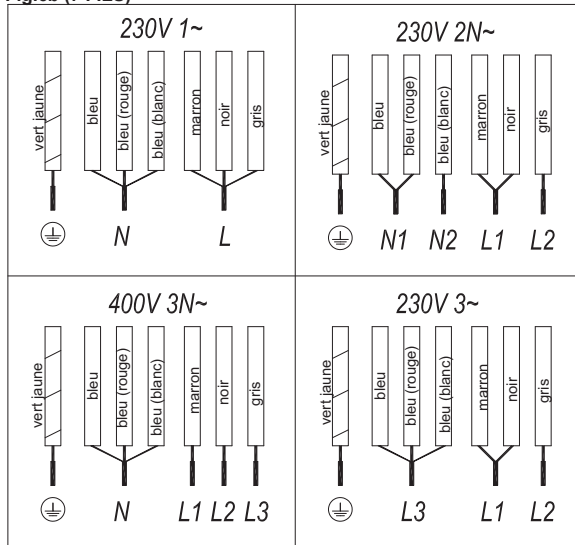 230V 1~
vert jaune
bleu
bleu (rouge)
bleu (blanc)
marron
noir
gris
N
L
230V 2N~
vert jaune
bleu
bleu (rouge)
bleu (blanc)
marron
noir
gris
N1 N2 L1 L2
400V 3N~
vert jaune
bleu
bleu (rouge)
bleu (blanc)
marron
noir
gris
N
L1 L2 L3
230V 3~
vert jaune
bleu
bleu (rouge)
bleu (blanc)
marron
noir
gris
L3
L1
L2